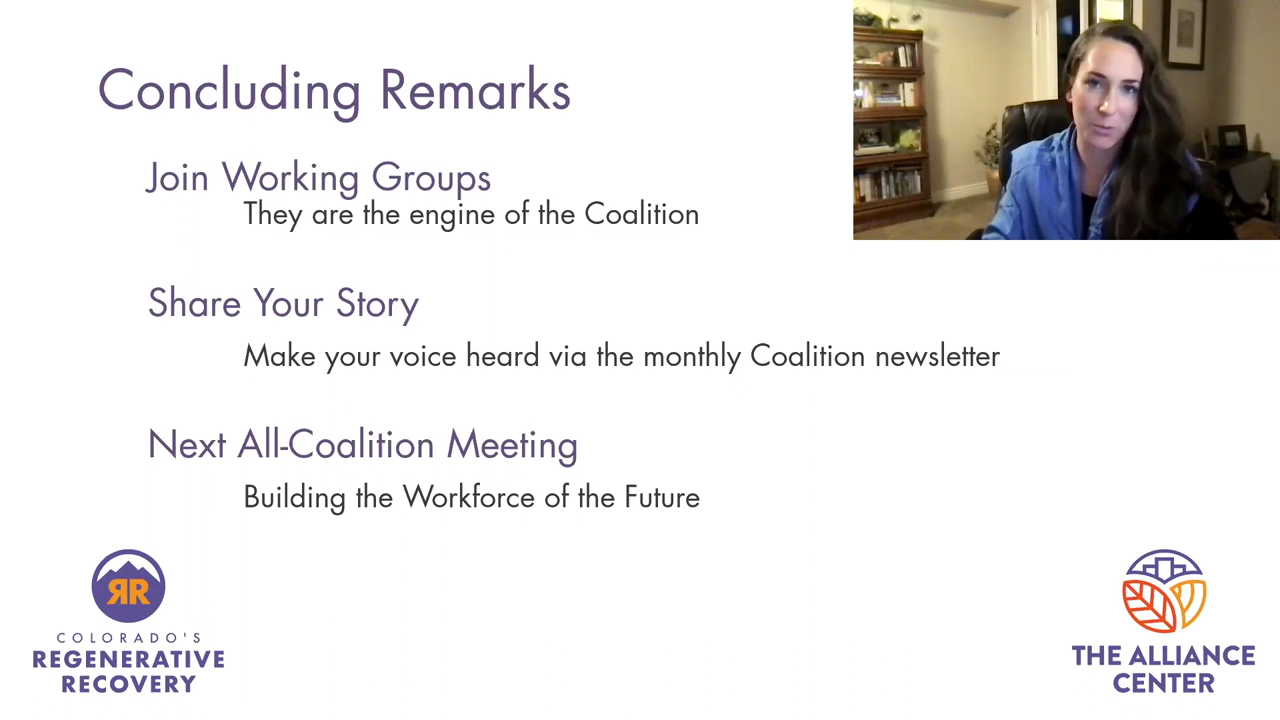 Concluding Remarks
Join Working Groups
They are the engine of the Coalition
Share Your Story
Make your voice heard via the monthly Coalition newsletter
Next All-Coalition Meeting
Building the Workforce of the Future
RR
COLORADO'S
REGENERATIVE
RECOVERY
THE ALLIANCE
CENTER